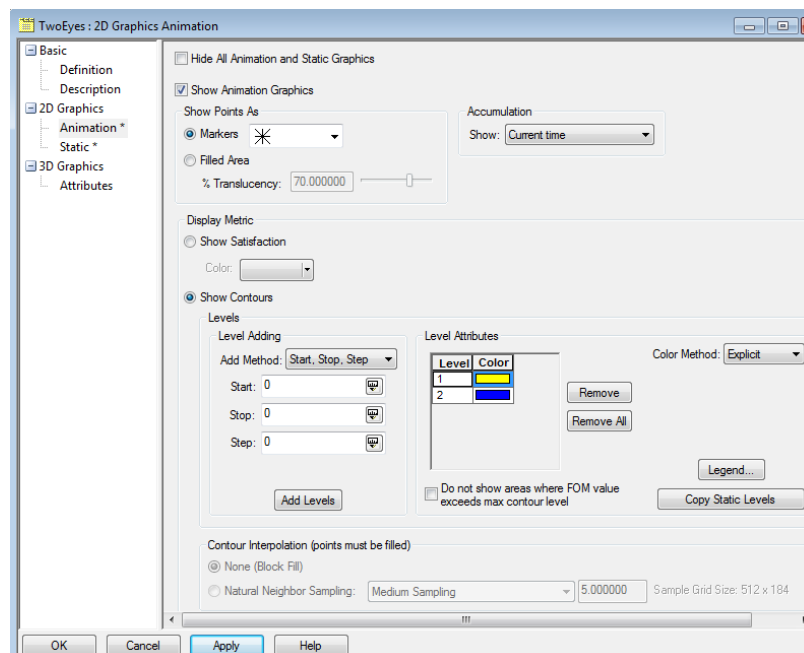 TwoEyes : 2D Graphics Animation
Basic
Definition
Description
2D Graphics
Animation *
Static *
3D Graphics
Attributes
Hide All Animation and Static Graphics
Show Animation Graphics
Show Points As
Markers
Filled Area
% Translucency: 70.000000
Accumulation
Show: Current time
Display Metric
Show Satisfaction
Color:
Show Contours
Levels
Level Adding
Add Method: Start, Stop, Step
Start: 0
Stop: 0
Step: 0
Add Levels
Level Attributes
Level Color
1
2
Remove
Remove All
Color Method: Explicit
Legend...
Do not show areas where FOM value
exceeds max contour level
Copy Static Levels
Contour Interpolation (points must be filled)
None (Block Fill)
Natural Neighbor Sampling: Medium Sampling 5.000000 Sample Grid Size: 512 x 184
OK Cancel Apply Help